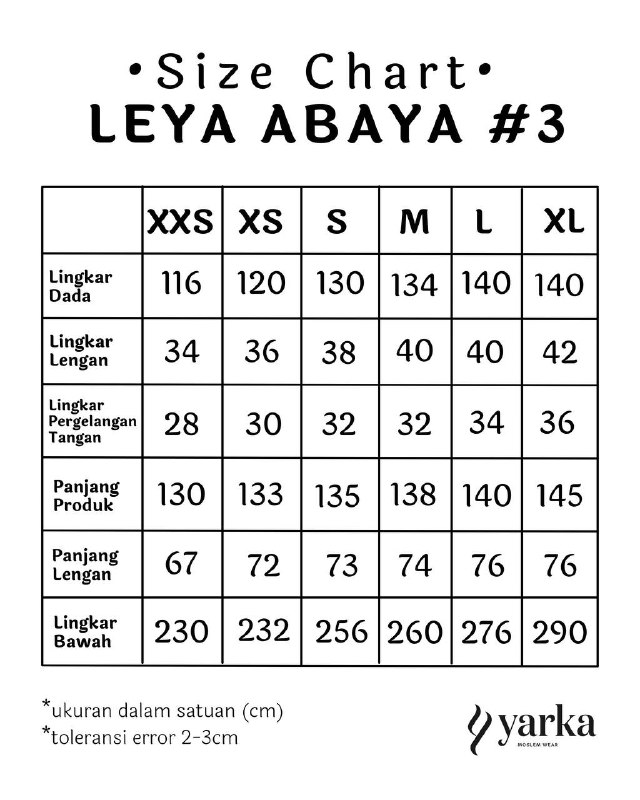 •Size Chart•
LEYA ABAYA #3
XXS XS S M L XL
Lingkar
Dada
116 120 130 134 140 140
Lingkar
Lengan
34 36 38 40 40 42
Lingkar
Pergelangan
Tangan
28 30 32 32 34 36
Panjang
Produk
130 133 135 138 140 145
Panjang
Lengan
67 72 73 74 76 76
Lingkar
Bawah
230 232 256 260 276 290
*ukuran dalam satuan (cm)
*toleransi error 2-3cm
yarka
MOSLEM WEAR